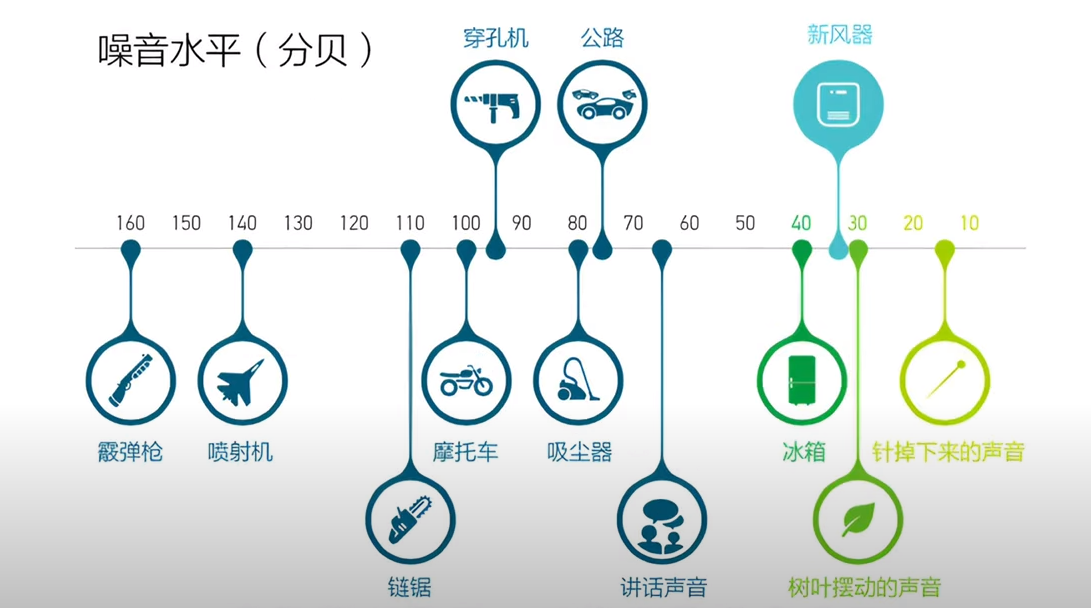 噪音水平（分贝）
穿孔机
公路
新风器
160 150 140 130 120 110 100 90 80 70 60 50 40 30 20 10
霰弹枪
喷射机
摩托车
吸尘器
冰箱
针掉下来的声音
链锯
讲话声音
树叶摆动的声音